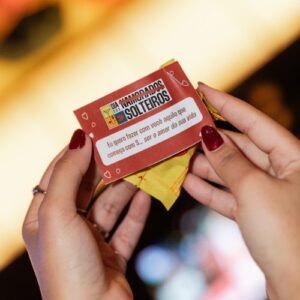 DIA
DOS
NAMORADOS
SOLTEIROS
Eu quero fazer com você aquilo que
começa com S... ser o amor da sua vida!